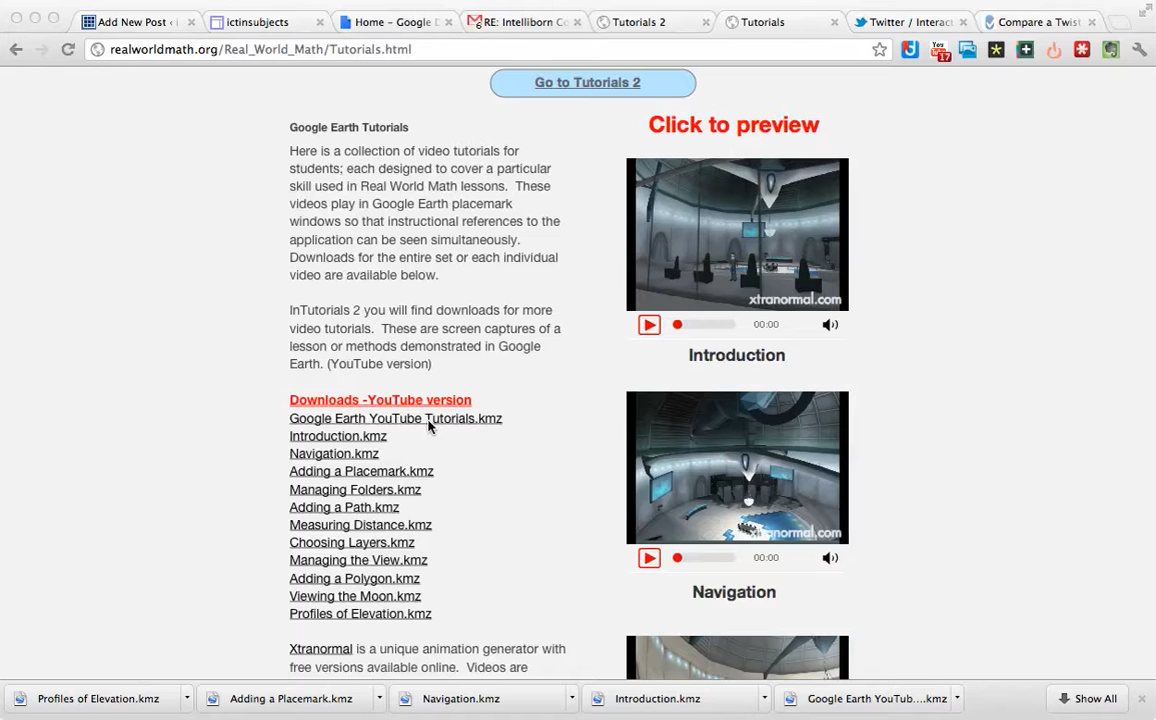 Add New Post ‹ i
ictinsubjects
Home - Google D
RE: Intelliborn Co
Tutorials 2
Tutorials
Twitter / Interac
Compare a Twist
realworldmath.org/Real_World_Math/Tutorials.html
17
Go to Tutorials 2
Google Earth Tutorials
Here is a collection of video tutorials for
students; each designed to cover a particular
skill used in Real World Math lessons. These
videos play in Google Earth placemark
windows so that instructional references to the
application can be seen simultaneously.
Downloads for the entire set or each individual
video are available below.
InTutorials 2 you will find downloads for more
video tutorials. These are screen captures of a
lesson or methods demonstrated in Google
Earth. (YouTube version)
Downloads -YouTube version
Google Earth YouTube Tutorials.kmz
Introduction.kmz
Navigation.kmz
Adding a Placemark.kmz
Managing Folders.kmz
Adding a Path.kmz
Measuring Distance.kmz
Choosing Layers.kmz
Managing the View.kmz
Adding a Polygon.kmz
Viewing the Moon.kmz
Profiles of Elevation.kmz
Xtranormal is a unique animation generator with
free versions available online. Videos are
Click to preview
xtranormal.com
00:00
Introduction
xtranormal.com
00:00
Navigation
Profiles of Elevation.kmz
Adding a Placemark.kmz
Navigation.kmz
Introduction.kmz
Google Earth YouTub....kmz
Show All